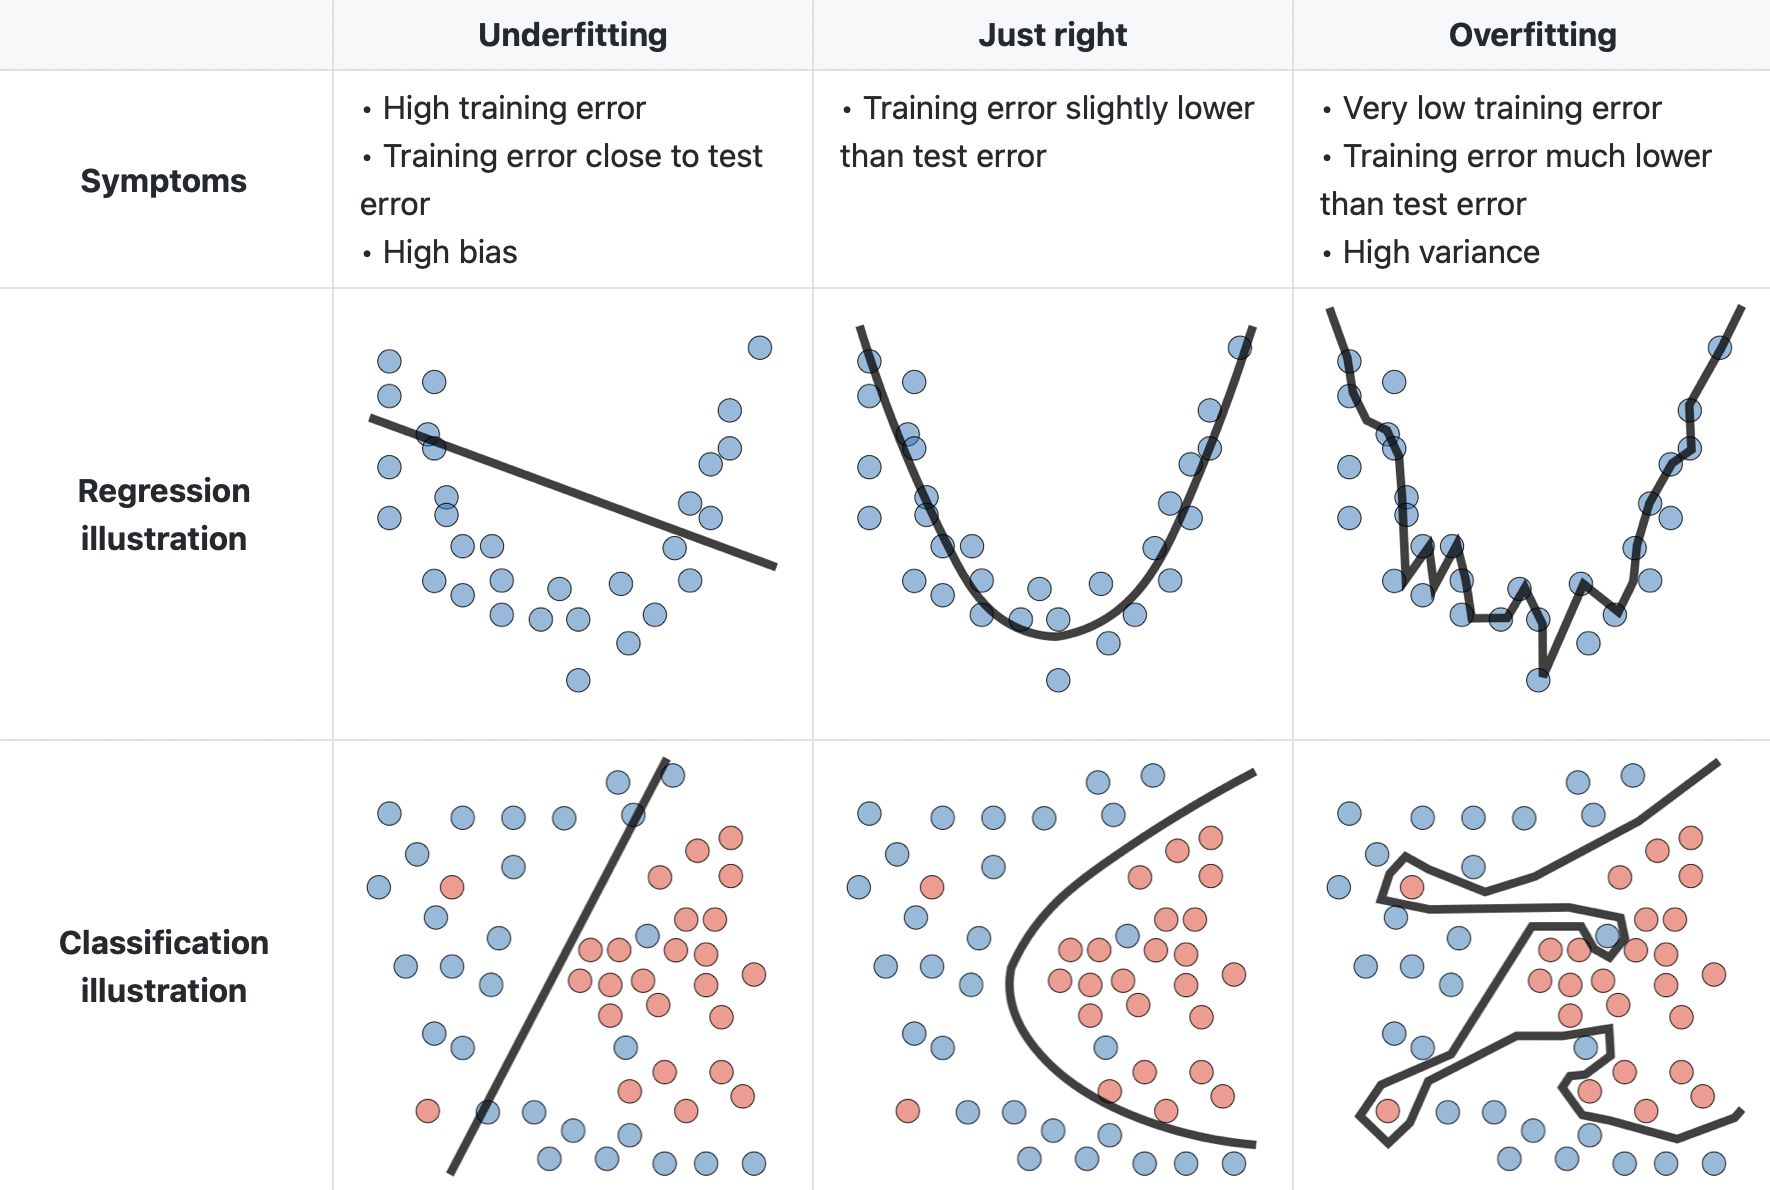 Underfitting
Just right
Overfitting
Symptoms
• High training error
• Training error close to test
error
• High bias
• Training error slightly lower
than test error
• Very low training error
• Training error much lower
than test error
• High variance
Regression
illustration
Classification
illustration